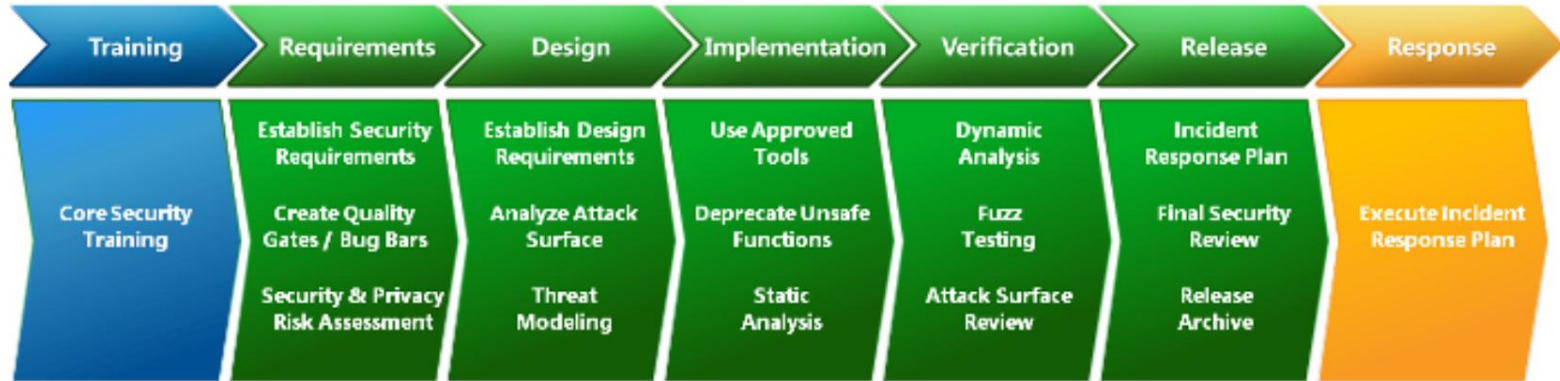 Training
Requirements
Design
Implementation
Verification
Release
Response
Core Security
Training
Establish Security
Requirements
Create Quality
Gates / Bug Bars
Security & Privacy
Risk Assessment
Establish Design
Requirements
Analyze Attack
Surface
Threat
Modeling
Use Approved
Tools
Deprecate Unsafe
Functions
Static
Analysis
Dynamic
Analysis
Fuzz
Testing
Attack Surface
Review
Incident
Response Plan
Final Security
Review
Release
Archive
Execute Incident
Response Plan